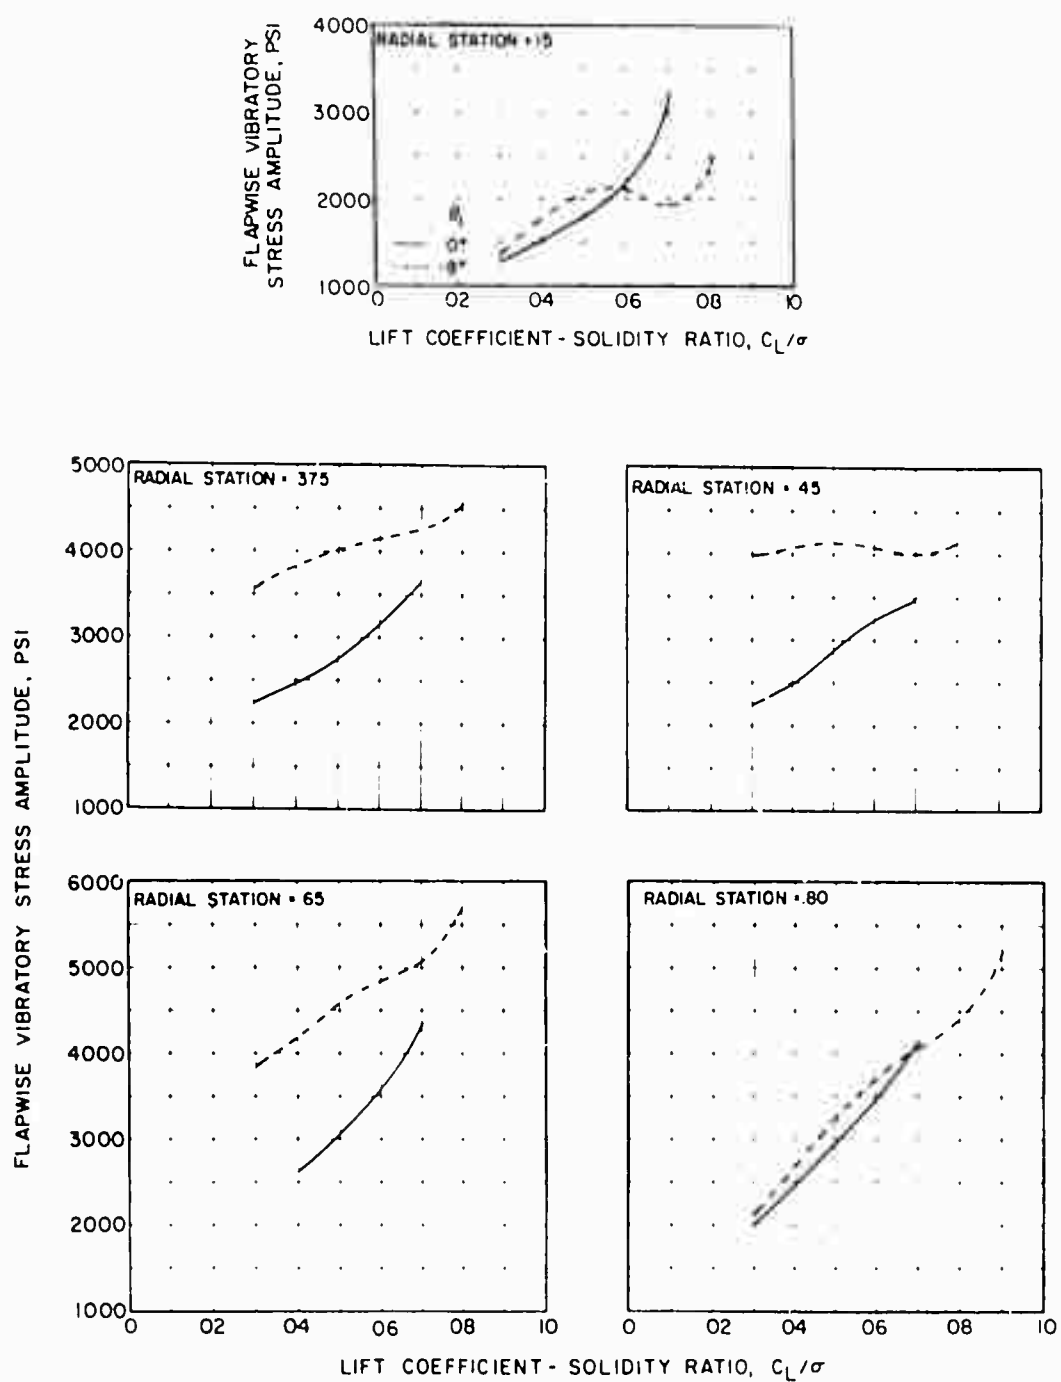 FLAPWISE VIBRATORY
STRESS AMPLITUDE, PSI
4000
3000
2000
1000
RADIAL STATION • 15
0°
8°
0 02 04 06 08 10
LIFT COEFFICIENT - SOLIDITY RATIO, CL/σ
FLAPWISE VIBRATORY STRESS AMPLITUDE, PSI
5000
4000
3000
2000
1000
RADIAL STATION • 375
RADIAL STATION • 45
6000
5000
4000
3000
2000
1000
RADIAL STATION • 65
RADIAL STATION •.80
0 02 04 06 08 10
0 02 04 06 08 10
LIFT COEFFICIENT - SOLIDITY RATIO, CL/σ